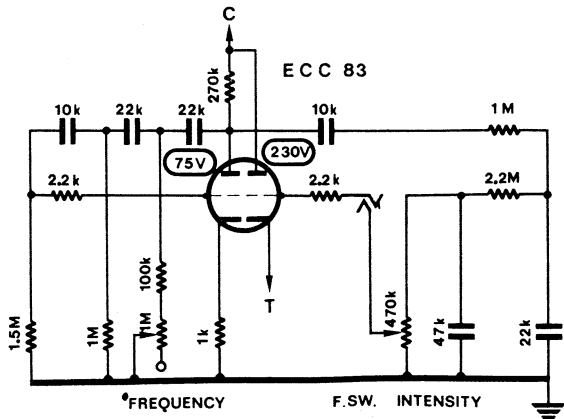 C
ECC 83
270k
10k
22k
22k
10k
1M
75V
230V
2.2k
2.2k
2,2M
100k
T
1.5M
1M
1M
1k
470k
47k
22k
FREQUENCY
F.SW.
INTENSITY